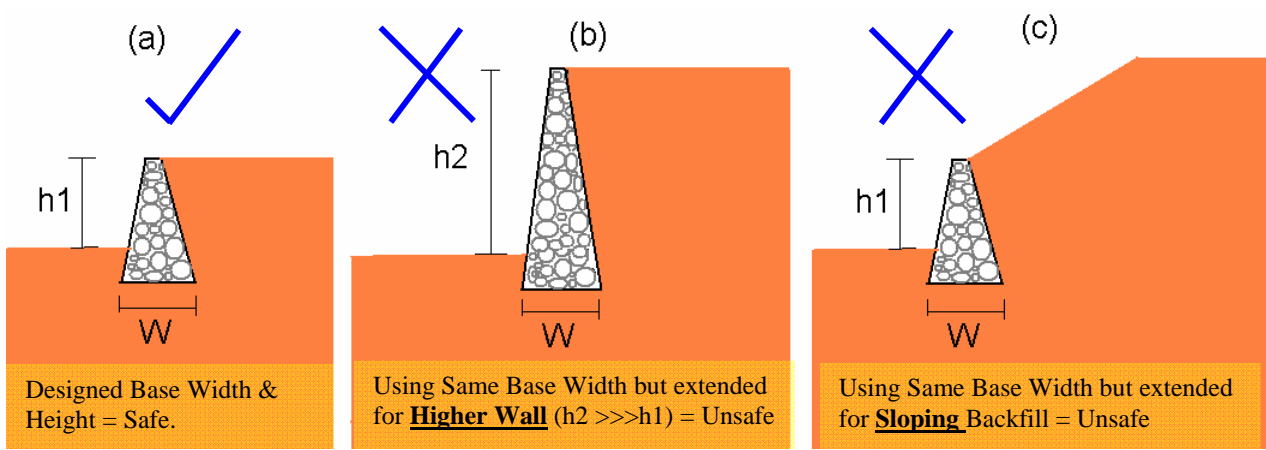 (a)
h1
W
Designed Base Width &
Height = Safe.
(b)
h2
W
Using Same Base Width but extended
for Higher Wall (h2 >>>h1) = Unsafe
(c)
h1
W
Using Same Base Width but extended
for Sloping Backfill = Unsafe